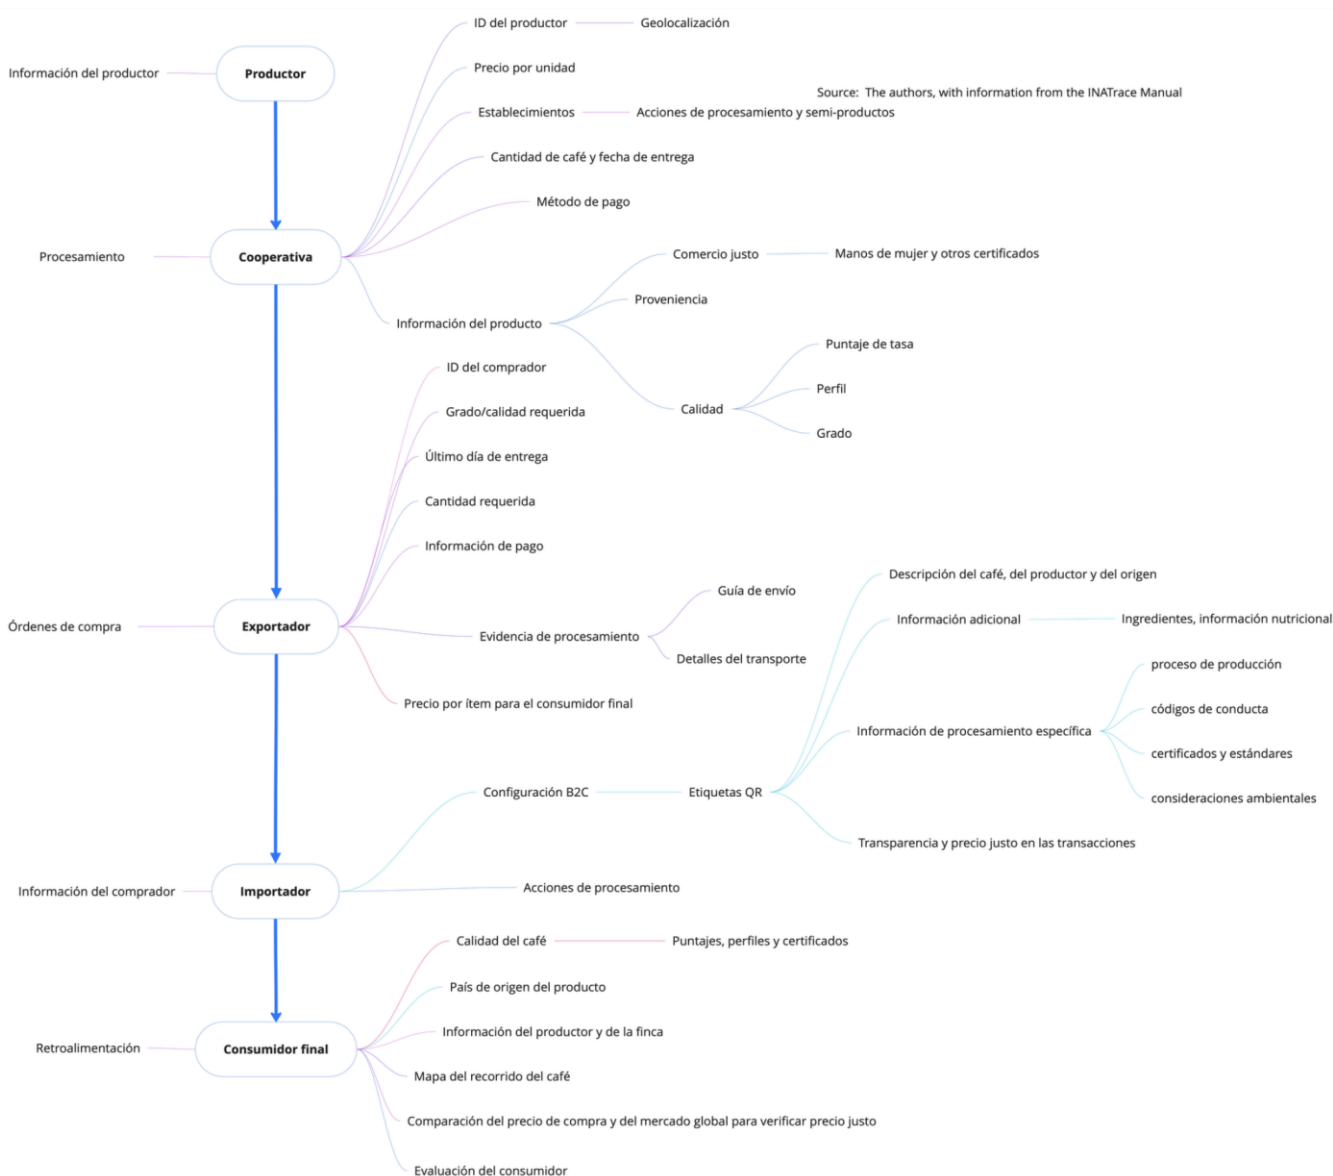 ID del productor
Geolocalización
Información del productor
Productor
Precio por unidad
Source: The authors, with information from the INATrace Manual
Establecimientos
Acciones de procesamiento y semi-productos
Cantidad de café y fecha de entrega
Método de pago
Procesamiento
Cooperativa
Comercio justo
Manos de mujer y otros certificados
Proveniencia
Información del producto
Puntaje de tasa
ID del comprador
Perfil
Grado/calidad requerida
Calidad
Grado
Último día de entrega
Cantidad requerida
Información de pago
Descripción del café, del productor y del origen
Guía de envío
Información adicional
Ingredientes, información nutricional
Órdenes de compra
Exportador
Evidencia de procesamiento
Detalles del transporte
proceso de producción
Precio por ítem para el consumidor final
códigos de conducta
Información de procesamiento específica
certificados y estándares
Configuración B2C
Etiquetas QR
consideraciones ambientales
Transparencia y precio justo en las transacciones
Información del comprador
Importador
Acciones de procesamiento
Calidad del café
Puntajes, perfiles y certificados
País de origen del producto
Información del productor y de la finca
Retroalimentación
Consumidor final
Mapa del recorrido del café
Comparación del precio de compra y del mercado global para verificar precio justo
Evaluación del consumidor